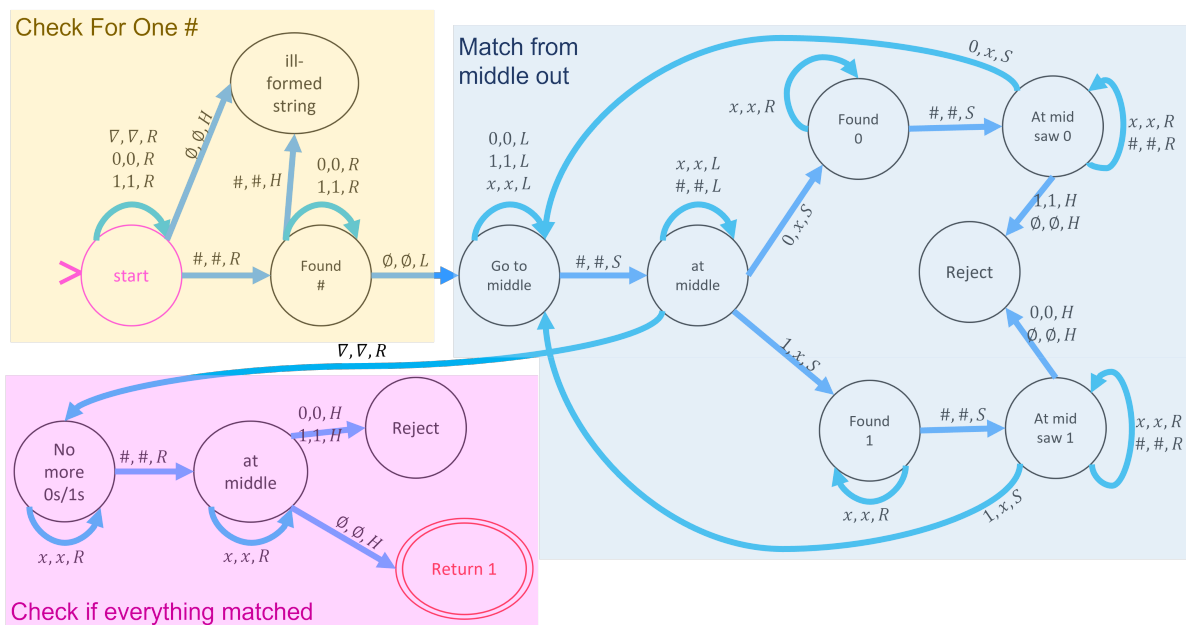 Check For One #
ill-
formed
string
∅, ∅, H
∇, ∇, R
0,0, R
1,1, R
#, #, H
0,0, R
1,1, R
>
start
#, #, R
Found
#
∅, ∅, L
Match from
middle out
0,0, L
1,1, L
x, x, L
Go to
middle
#, #, S
x, x, L
#, #, L
at
middle
0, x, S
x, x, R
Found
0
#, #, S
0, x, S
At mid
saw 0
x, x, R
#, #, R
1,1, H
∅, ∅, H
Reject
0,0, H
∅, ∅, H
1, x, S
Found
1
x, x, R
#, #, S
At mid
saw 1
x, x, R
#, #, R
1, x, S
∇, ∇, R
No
more
0s/1s
x, x, R
#, #, R
at
middle
x, x, R
0,0, H
1,1, H
Reject
∅, ∅, H
Return 1
Check if everything matched